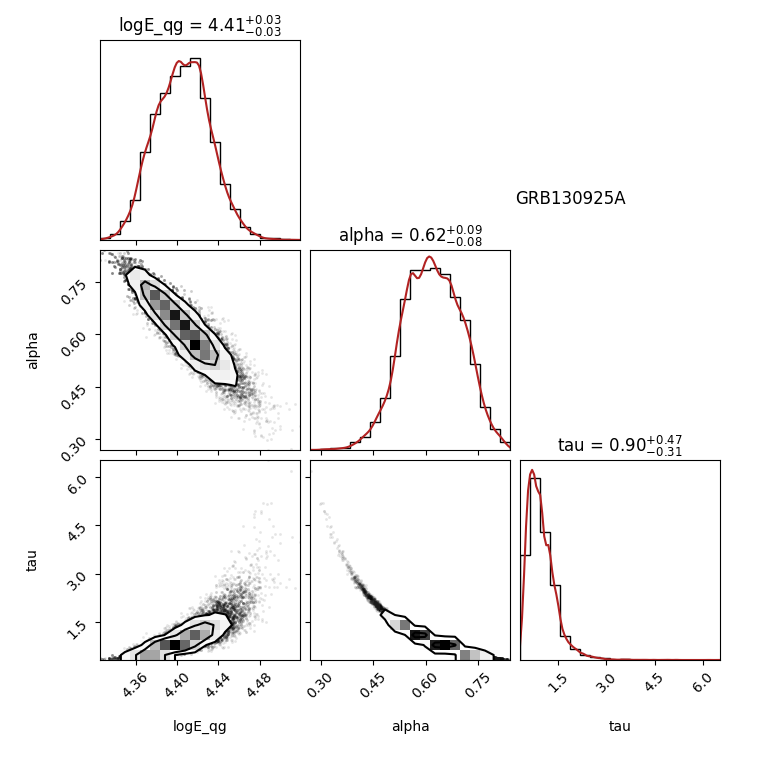 logE_qg = 4.41+0.03−0.03
GRB130925A
alpha = 0.62+0.09−0.08
alpha
0.75
0.60
0.45
0.30
tau = 0.90+0.47−0.31
tau
6.0
4.5
3.0
1.5
4.36 4.40 4.44 4.48
0.30 0.45 0.60 0.75
1.5 3.0 4.5 6.0
logE_qg
alpha
tau